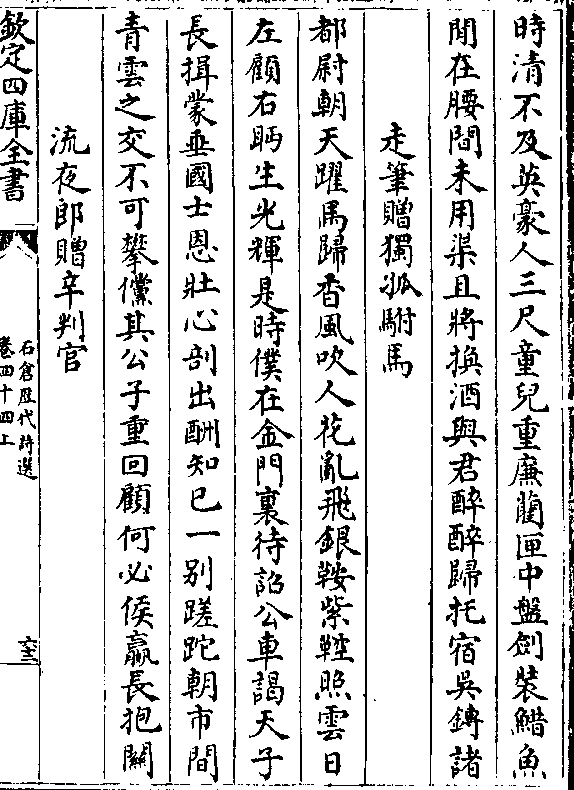 時清不及英豪人三尺童兒重廉藺匣中盤劍裝䱜魚
閒在腰間未用渠且將換酒與君醉醉歸托宿吳鏄諸
走筆贈獨孤駙馬
都尉朝天躍馬歸香風吹人花亂飛銀鞍紫鞚照雲日
左顧右眄生光輝是時僕在金門裏待詔公車謁天子
長揖蒙垂國士恩壯心剖出酬知己一別蹉跎朝市間
青雲之交不可攀儻其公子重回顧何必侯嬴長抱關
流夜郎贈辛判官
欽定四庫全書
石倉歷代詩選
卷四十四上